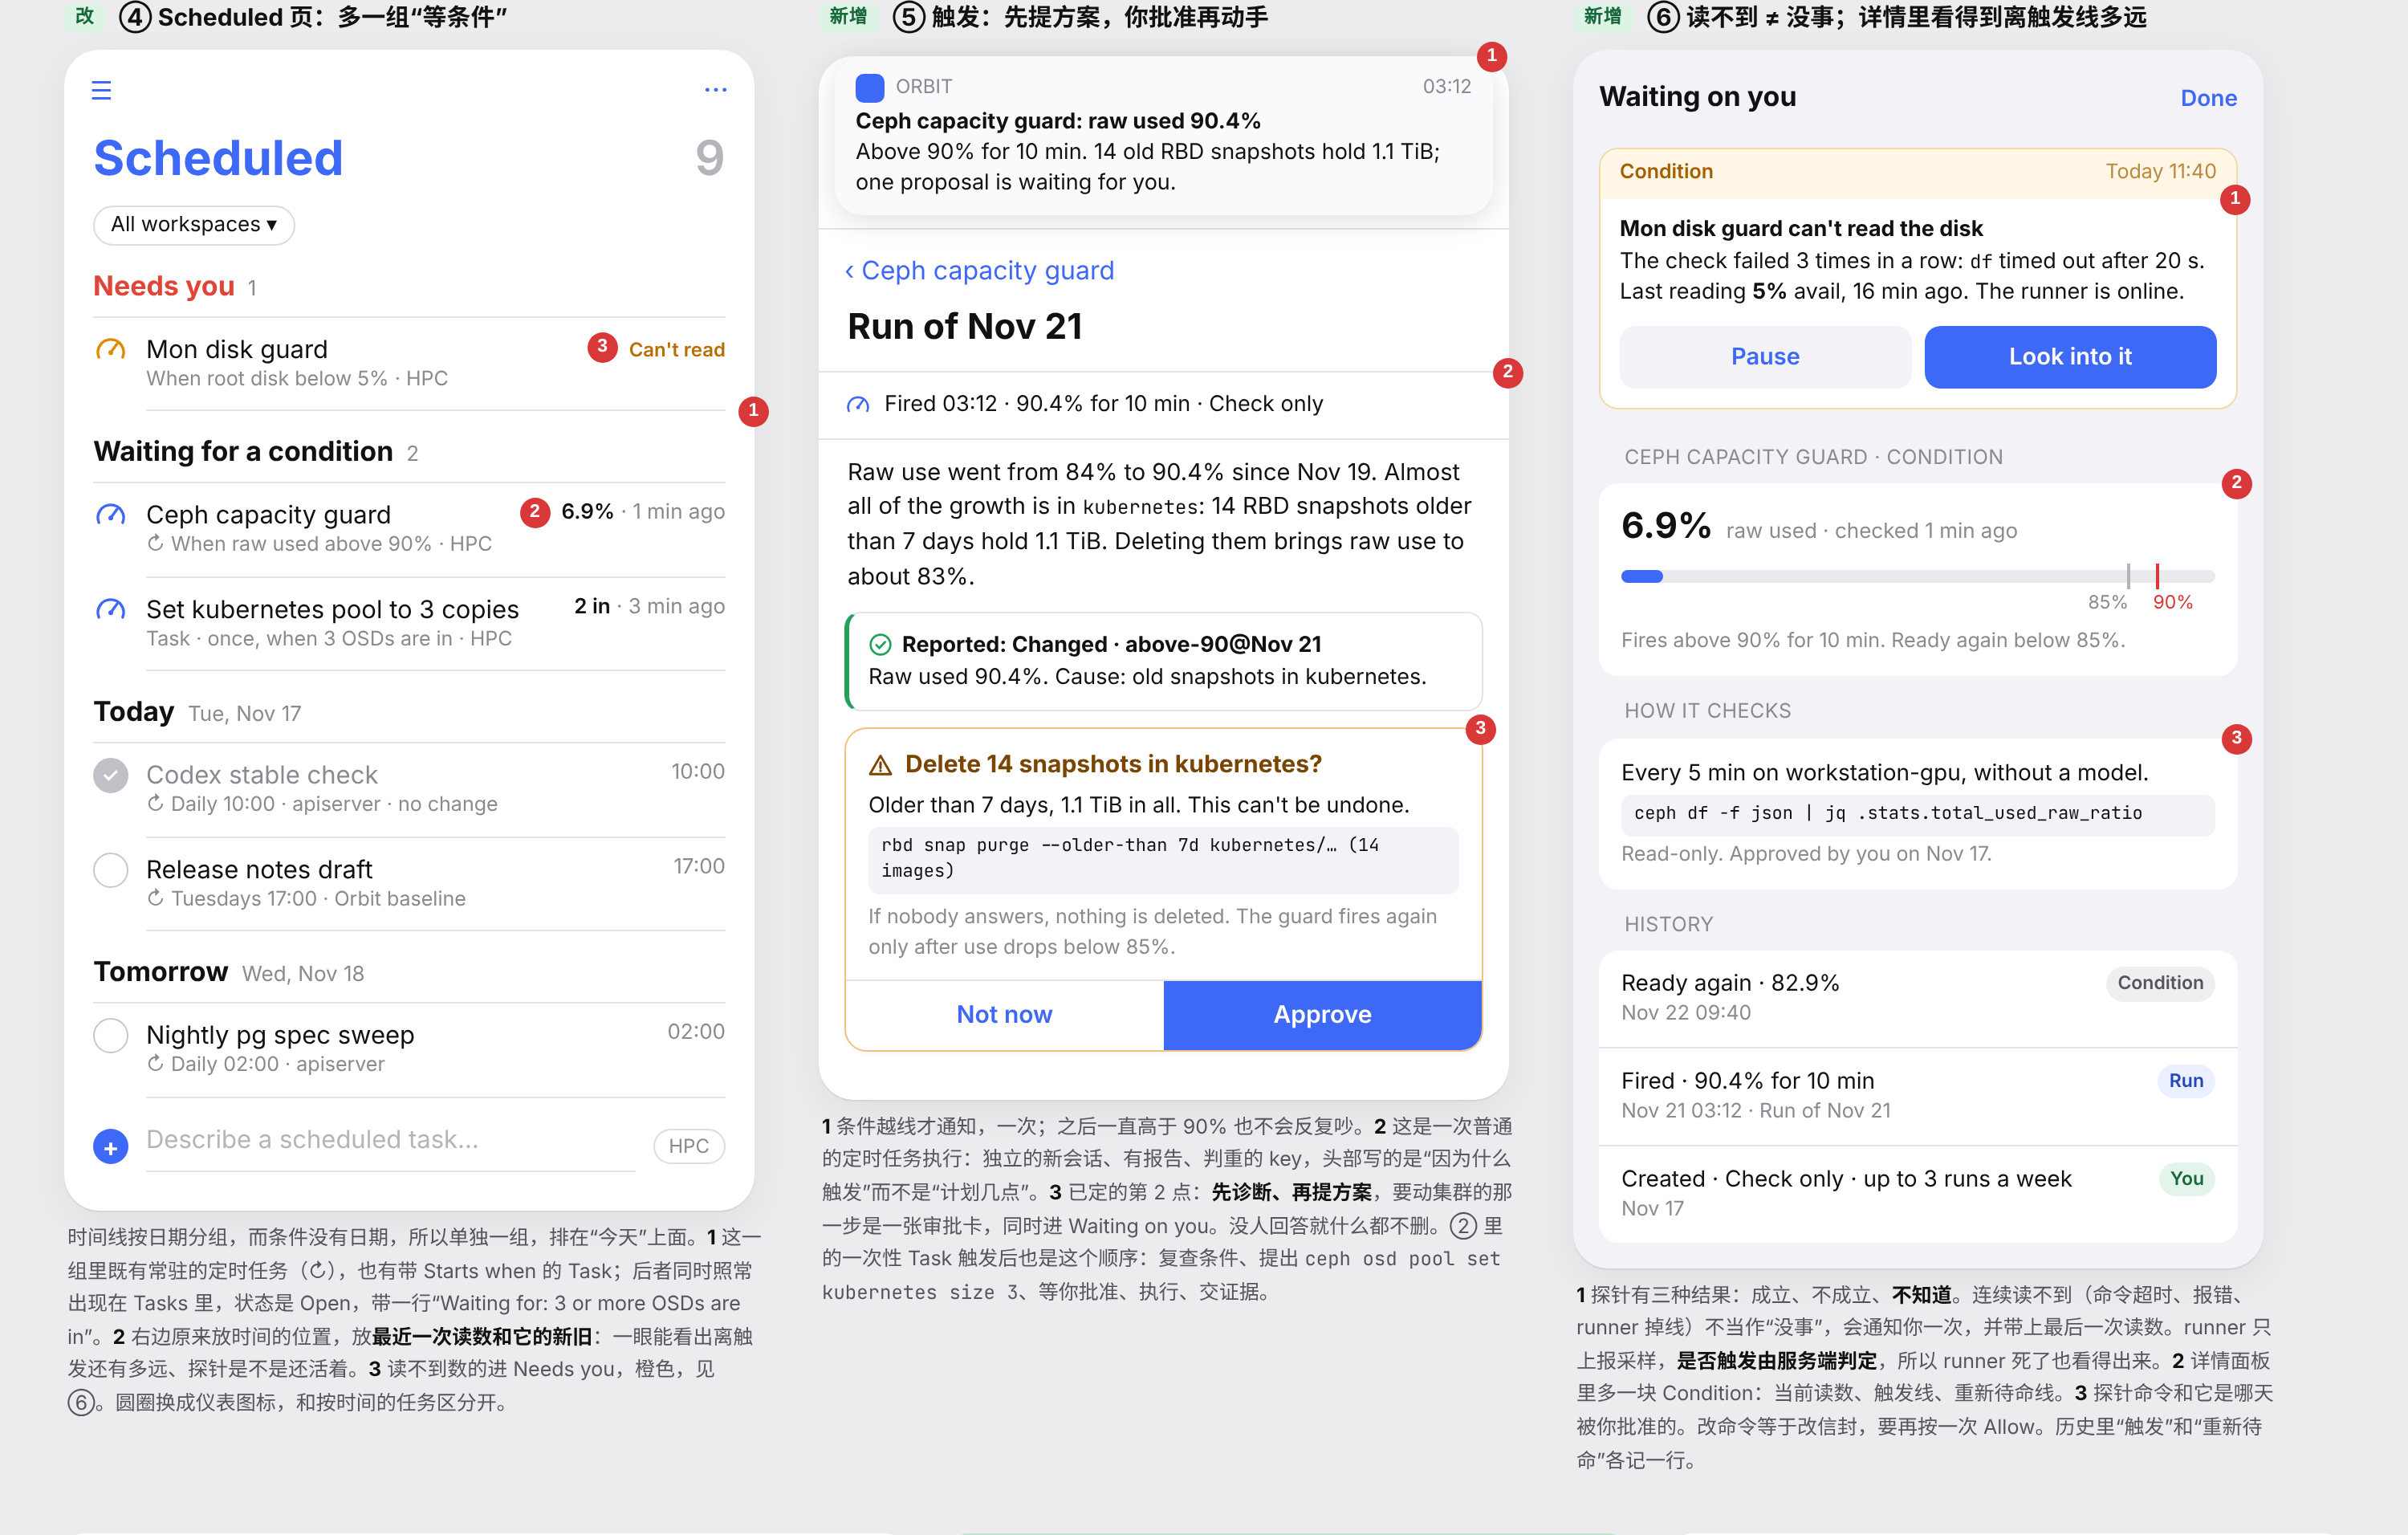 改 ④ Scheduled 页：多一组“等条件”
Scheduled 9
All workspaces ▾
Needs you 1
Mon disk guard 3 Can't read
When root disk below 5% · HPC
1
Waiting for a condition 2
Ceph capacity guard 2 6.9% · 1 min ago
↻ When raw used above 90% · HPC
Set kubernetes pool to 3 copies 2 in · 3 min ago
Task · once, when 3 OSDs are in · HPC
Today Tue, Nov 17
Codex stable check 10:00
↻ Daily 10:00 · apiserver · no change
Release notes draft 17:00
↻ Tuesdays 17:00 · Orbit baseline
Tomorrow Wed, Nov 18
Nightly pg spec sweep 02:00
↻ Daily 02:00 · apiserver
+ Describe a scheduled task... HPC
时间线按日期分组，而条件没有日期，所以单独一组，排在“今天”上面。1 这一
组里既有常驻的定时任务（↻），也有带 Starts when 的 Task；后者同时照常
出现在 Tasks 里，状态是 Open，带一行“Waiting for: 3 or more OSDs are
in”。2 右边原来放时间的位置，放最近一次读数和它的新旧：一眼能看出离触
发还有多远、探针是不是还活着。3 读不到数的进 Needs you，橙色，见
⑥。圆圈换成仪表图标，和按时间的任务区分开。
新增 ⑤ 触发：先提方案，你批准再动手
1
ORBIT 03:12
Ceph capacity guard: raw used 90.4%
Above 90% for 10 min. 14 old RBD snapshots hold 1.1 TiB;
one proposal is waiting for you.
‹ Ceph capacity guard
Run of Nov 21
2
Fired 03:12 · 90.4% for 10 min · Check only
Raw use went from 84% to 90.4% since Nov 19. Almost
all of the growth is in kubernetes: 14 RBD snapshots older
than 7 days hold 1.1 TiB. Deleting them brings raw use to
about 83%.
Reported: Changed · above-90@Nov 21
Raw used 90.4%. Cause: old snapshots in kubernetes.
3
Delete 14 snapshots in kubernetes?
Older than 7 days, 1.1 TiB in all. This can't be undone.
rbd snap purge --older-than 7d kubernetes/… (14
images)
If nobody answers, nothing is deleted. The guard fires again
only after use drops below 85%.
Not now Approve
1 条件越线才通知，一次；之后一直高于 90% 也不会反复吵。2 这是一次普通
的定时任务执行：独立的新会话、有报告、判重的 key，头部写的是“因为什么
触发”而不是“计划几点”。3 已定的第 2 点：先诊断、再提方案，要动集群的那
一步是一张审批卡，同时进 Waiting on you。没人回答就什么都不删。② 里
的一次性 Task 触发后也是这个顺序：复查条件、提出 ceph osd pool set
kubernetes size 3、等你批准、执行、交证据。
新增 ⑥ 读不到 ≠ 没事；详情里看得到离触发线多远
Waiting on you Done
Condition Today 11:40
1
Mon disk guard can't read the disk
The check failed 3 times in a row: df timed out after 20 s.
Last reading 5% avail, 16 min ago. The runner is online.
Pause Look into it
CEPH CAPACITY GUARD · CONDITION
2
6.9% raw used · checked 1 min ago
85% 90%
Fires above 90% for 10 min. Ready again below 85%.
HOW IT CHECKS
3
Every 5 min on workstation-gpu, without a model.
ceph df -f json | jq .stats.total_used_raw_ratio
Read-only. Approved by you on Nov 17.
HISTORY
Ready again · 82.9% Condition
Nov 22 09:40
Fired · 90.4% for 10 min Run
Nov 21 03:12 · Run of Nov 21
Created · Check only · up to 3 runs a week You
Nov 17
1 探针有三种结果：成立、不成立、不知道。连续读不到（命令超时、报错、
runner 掉线）不当作“没事”，会通知你一次，并带上最后一次读数。runner 只
上报采样，是否触发由服务端判定，所以 runner 死了也看得出来。2 详情面板
里多一块 Condition：当前读数、触发线、重新待命线。3 探针命令和它是哪天
被你批准的。改命令等于改信封，要再按一次 Allow。历史里“触发”和“重新待
命”各记一行。